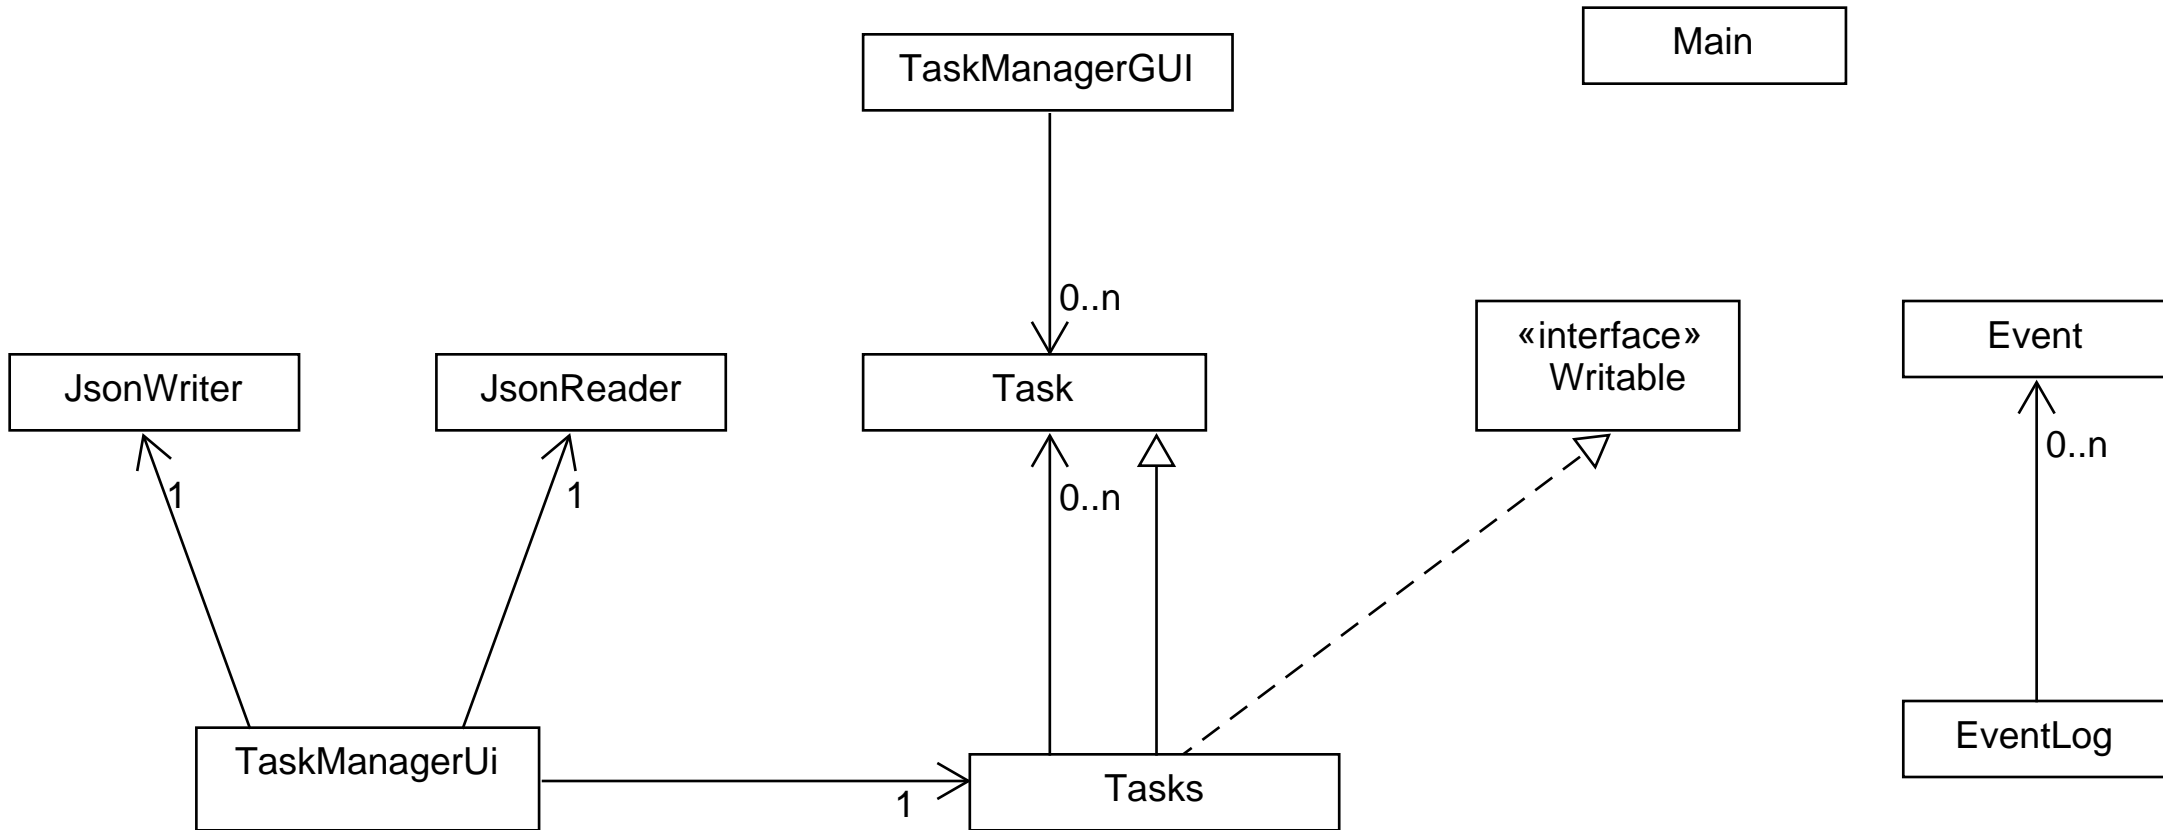 Main
TaskManagerGUI
0..n
«interface»
Writable
Event
JsonWriter
JsonReader
Task
0..n
1
1
0..n
TaskManagerUi
1
Tasks
EventLog